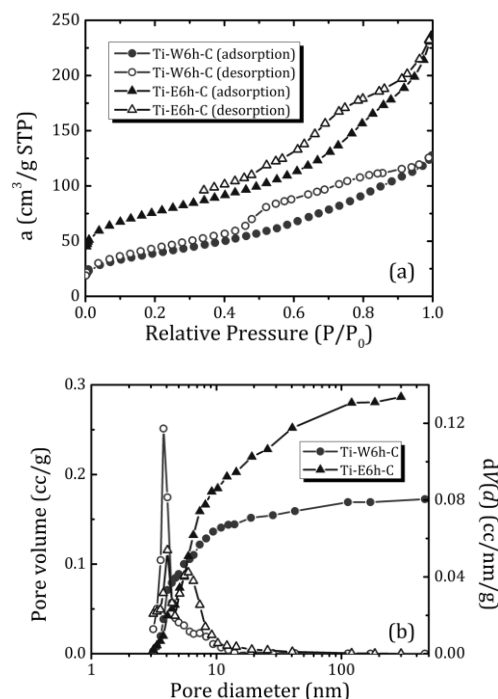 250
200
150
100
50
0
a (cm³/g STP)
Ti-W6h-C (adsorption)
Ti-W6h-C (desorption)
Ti-E6h-C (adsorption)
Ti-E6h-C (desorption)
(a)
0.0 0.2 0.4 0.6 0.8 1.0
Relative Pressure (P/P₀)
0.3
0.2
0.1
0.0
Pore volume (cc/g)
Ti-W6h-C
Ti-E6h-C
0.12
0.08
0.04
0.00
dV(d) (cc/nm/g)
(b)
1 10 100
Pore diameter (nm)